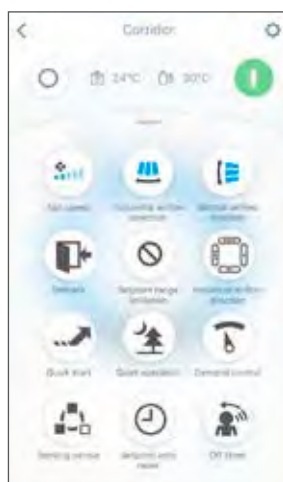 Corridor
24°C 30°C
Fan speed
Horizontal airflow
direction
Vertical airflow
direction
Defrost
Setpoint range
limitation
Individual airflow
direction
Quick start
Quiet operation
Demand control
Sensing sensor
Setpoint auto
reset
Off timer